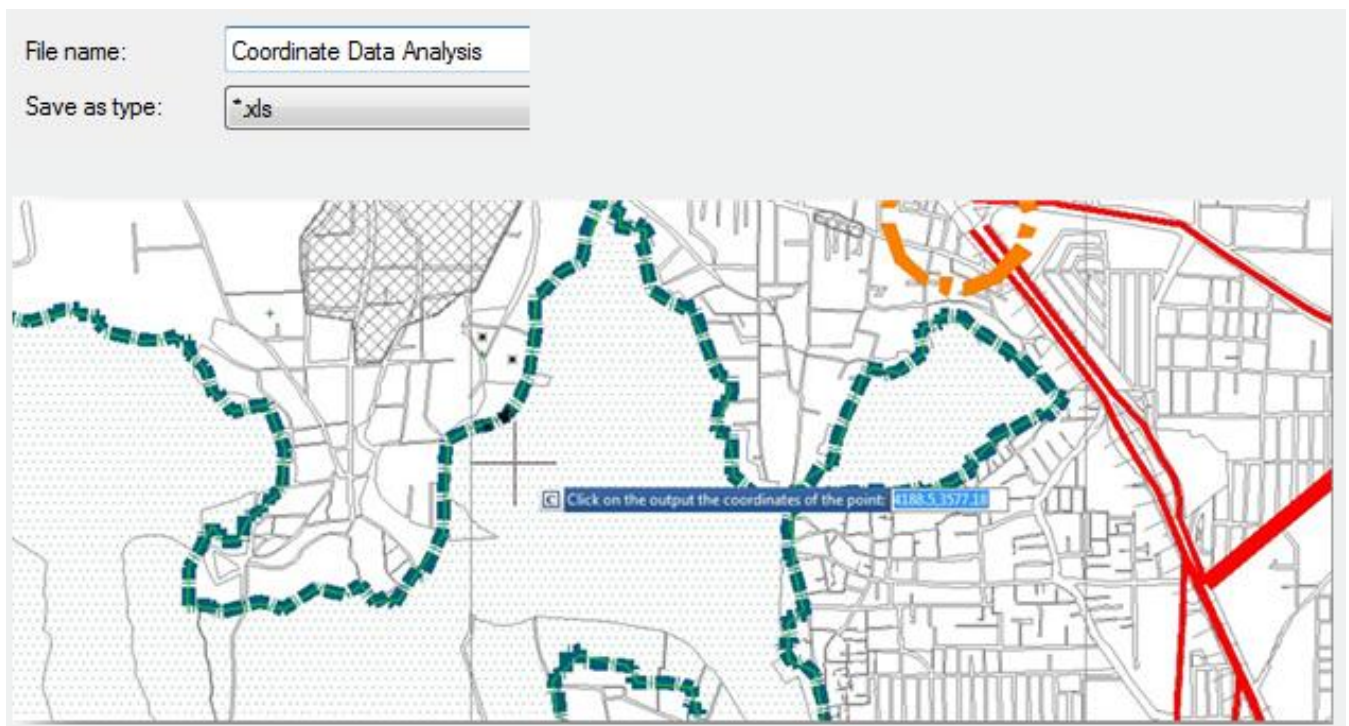 File name: Coordinate Data Analysis
Save as type: *.xls
Click on the output the coordinates of the point: